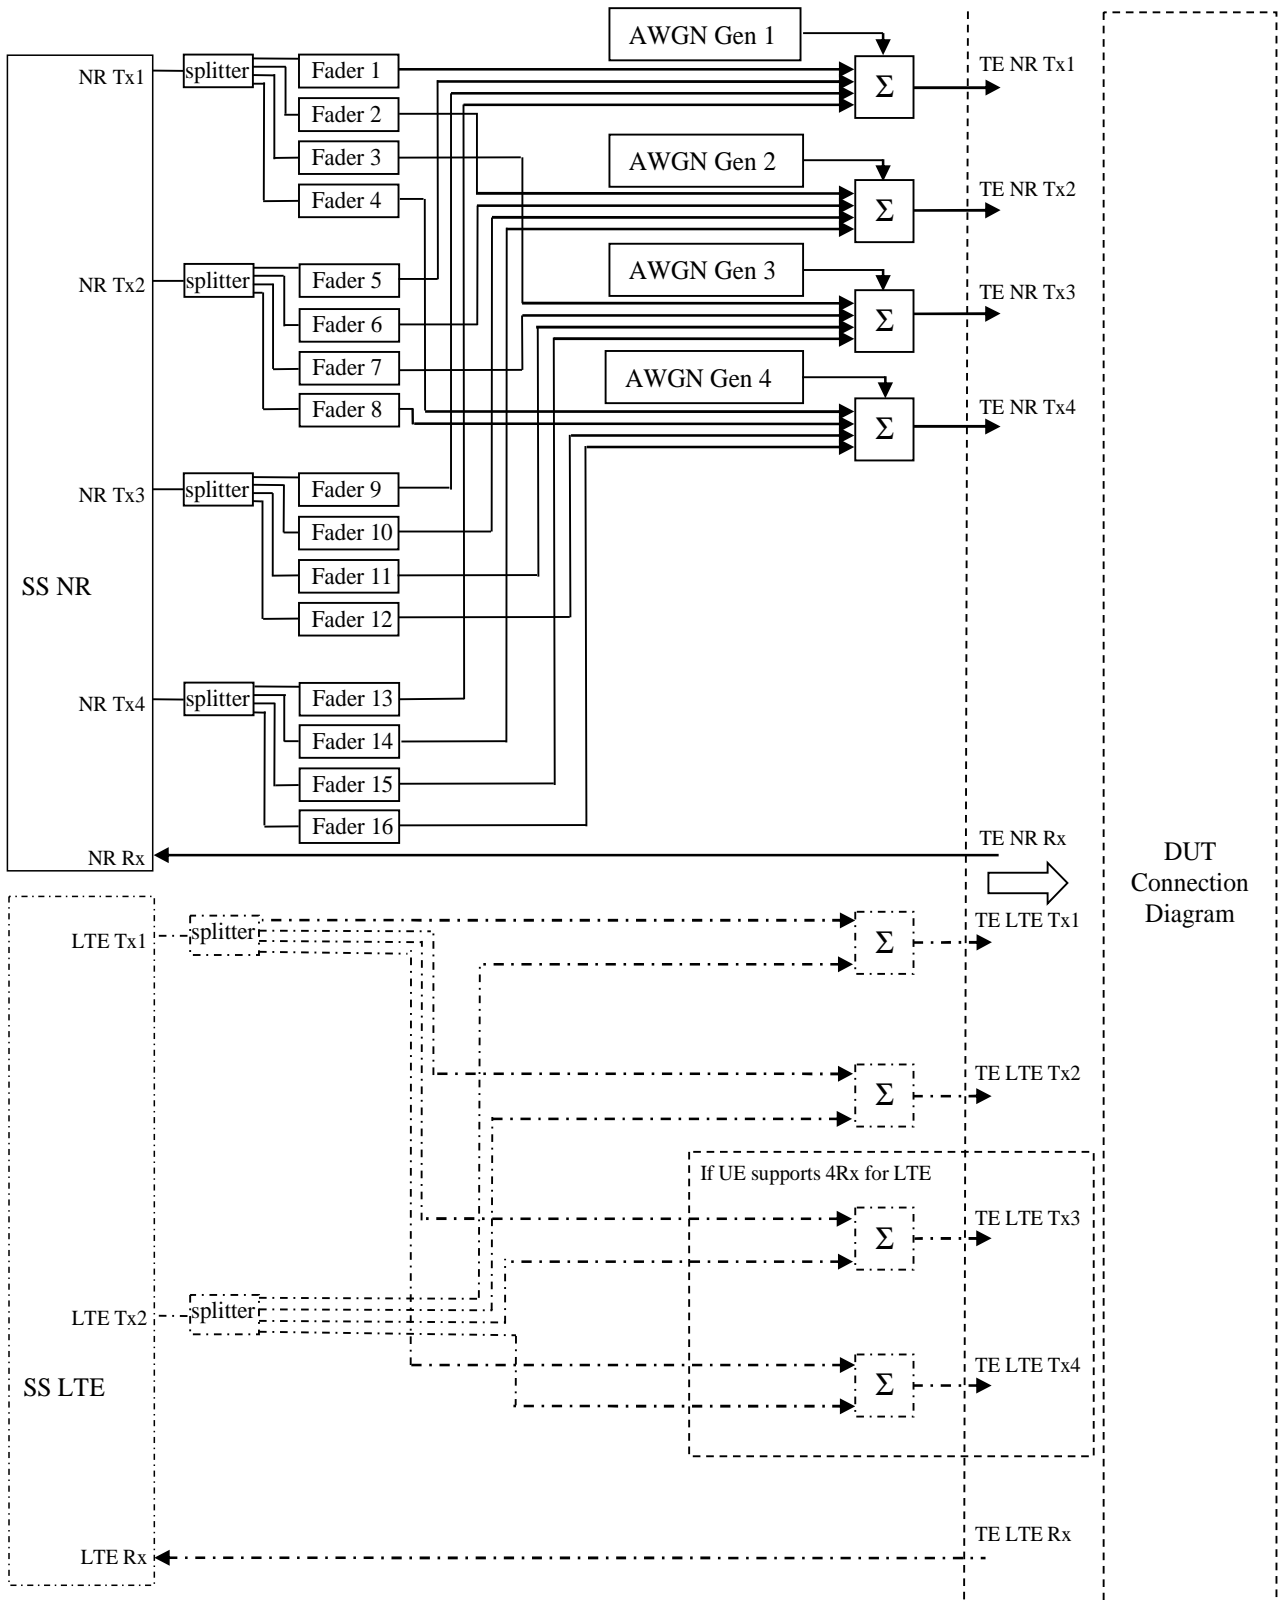 AWGN Gen 1
TE NR Tx1
NR Tx1
splitter
Fader 1
Σ
Fader 2
Fader 3
AWGN Gen 2
Fader 4
TE NR Tx2
Σ
NR Tx2
splitter
Fader 5
AWGN Gen 3
TE NR Tx3
Fader 6
Σ
Fader 7
AWGN Gen 4
Fader 8
TE NR Tx4
Σ
NR Tx3
splitter
Fader 9
Fader 10
Fader 11
SS NR
Fader 12
NR Tx4
splitter
Fader 13
Fader 14
Fader 15
Fader 16
NR Rx
TE NR Rx
DUT
Connection
Diagram
LTE Tx1
splitter
Σ
TE LTE Tx1
TE LTE Tx2
Σ
If UE supports 4Rx for LTE
TE LTE Tx3
Σ
LTE Tx2
splitter
TE LTE Tx4
Σ
SS LTE
LTE Rx
TE LTE Rx